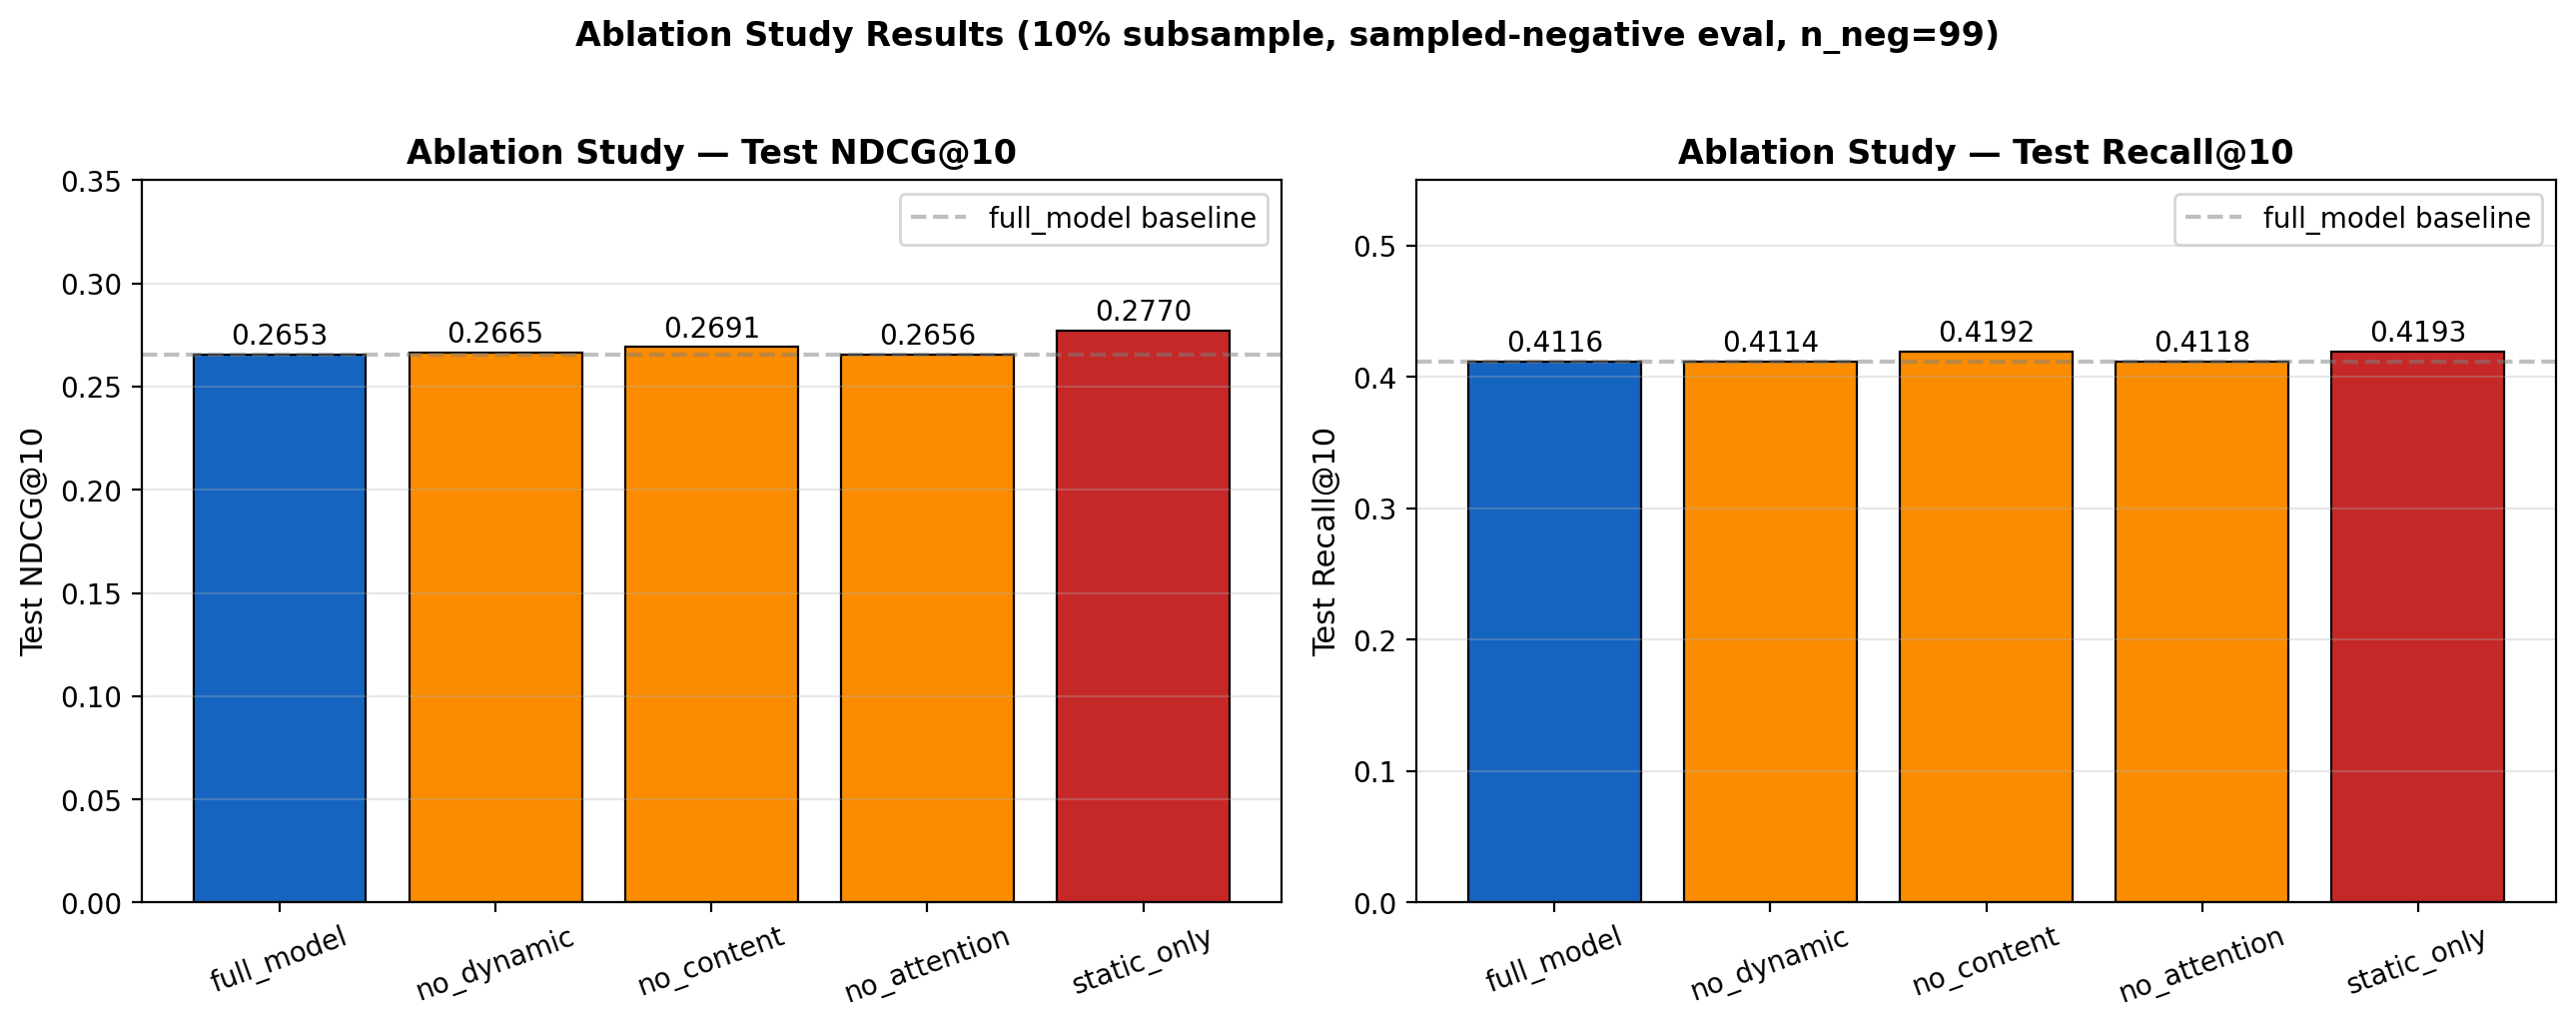 Ablation Study Results (10% subsample, sampled-negative eval, n_neg=99)
Ablation Study — Test NDCG@10
Test NDCG@10
0.35
0.30
0.25
0.20
0.15
0.10
0.05
0.00
full_model baseline
0.2653
0.2665
0.2691
0.2656
0.2770
full_model
no_dynamic
no_content
no_attention
static_only
Ablation Study — Test Recall@10
Test Recall@10
0.5
0.4
0.3
0.2
0.1
0.0
full_model baseline
0.4116
0.4114
0.4192
0.4118
0.4193
full_model
no_dynamic
no_content
no_attention
static_only